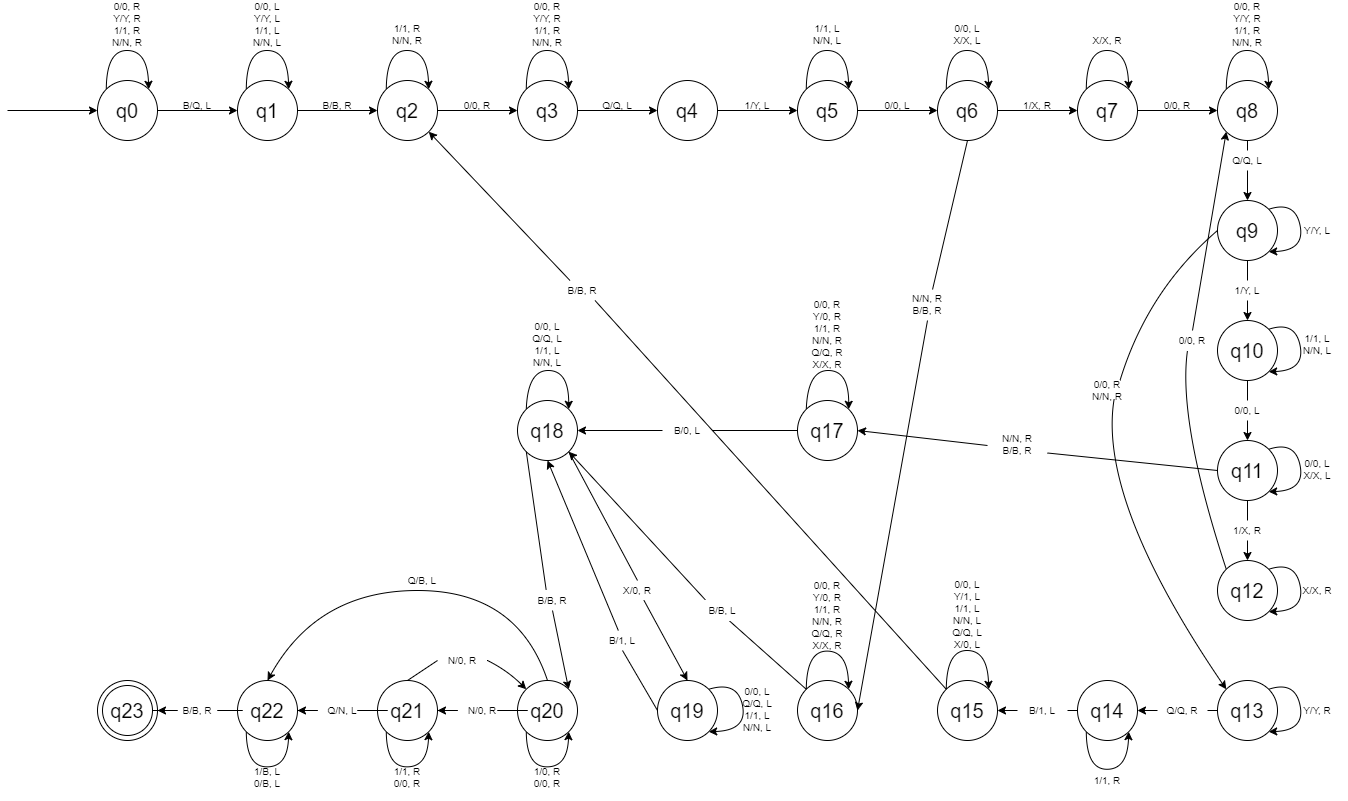 0/0, R
Y/Y, R
1/1, R
N/N, R
0/0, L
Y/Y, L
1/1, L
N/N, L
1/1, R
N/N, R
0/0, R
Y/Y, R
1/1, R
N/N, R
1/1, L
N/N, L
0/0, L
X/X, L
X/X, R
0/0, R
Y/Y, R
1/1, R
N/N, R
q0
B/Q, L
q1
B/B, R
q2
0/0, R
q3
Q/Q, L
q4
1/Y, L
q5
0/0, L
q6
1/X, R
q7
0/0, R
q8
Q/Q, L
q9
Y/Y, L
B/B, R
1/Y, L
N/N, R
B/B, R
0/0, R
Y/0, R
1/1, R
N/N, R
Q/Q, R
X/X, R
0/0, L
Q/Q, L
1/1, L
N/N, L
0/0, R
q10
1/1, L
N/N, L
0/0, R
N/N, R
0/0, L
q18
B/0, L
q17
N/N, R
B/B, R
q11
0/0, L
X/X, L
1/X, R
Q/B, L
B/B, R
X/0, R
B/B, L
0/0, R
Y/0, R
1/1, R
N/N, R
Q/Q, R
X/X, R
0/0, L
Y/1, L
1/1, L
N/N, L
Q/Q, L
X/0, L
q12
X/X, R
B/1, L
N/0, R
q23
B/B, R
q22
Q/N, L
q21
N/0, R
q20
q19
0/0, L
Q/Q, L
1/1, L
N/N, L
q16
q15
B/1, L
q14
Q/Q, R
q13
Y/Y, R
1/B, L
0/B, L
1/1, R
0/0, R
1/0, R
0/0, R
1/1, R